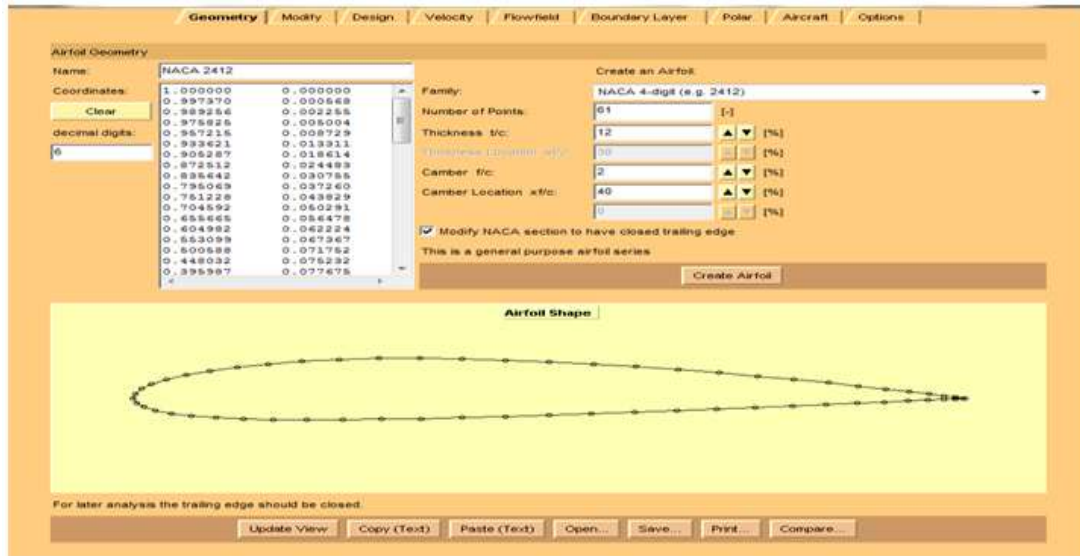 Geometry Modify Design Velocity Flowfield Boundary Layer Polar Aircraft Options
Airfoil Geometry
Name: NACA 2412
Create an Airfoil:
Coordinates:
Clear
decimal digits:
6
1.000000 0.000000
0.997370 0.000568
0.989256 0.002255
0.975825 0.005004
0.957215 0.008729
0.933621 0.013311
0.905287 0.018614
0.872512 0.024483
0.835642 0.030755
0.795069 0.037260
0.751228 0.043829
0.704592 0.050291
0.655665 0.056478
0.604982 0.062224
0.553099 0.067367
0.500588 0.071752
0.448032 0.075232
0.395987 0.077675
Family: NACA 4-digit (e.g. 2412)
Number of Points: 61 [-]
Thickness t/c: 12 [%]
Thickness Location 30 [%]
Camber f/c: 2 [%]
Camber Location xf/c: 40 [%]
0 [%]
Modify NACA section to have closed trailing edge
This is a general purpose airfoil series
Create Airfoil
Airfoil Shape
For later analysis the trailing edge should be closed.
Update View Copy (Text) Paste (Text) Open... Save... Print... Compare...